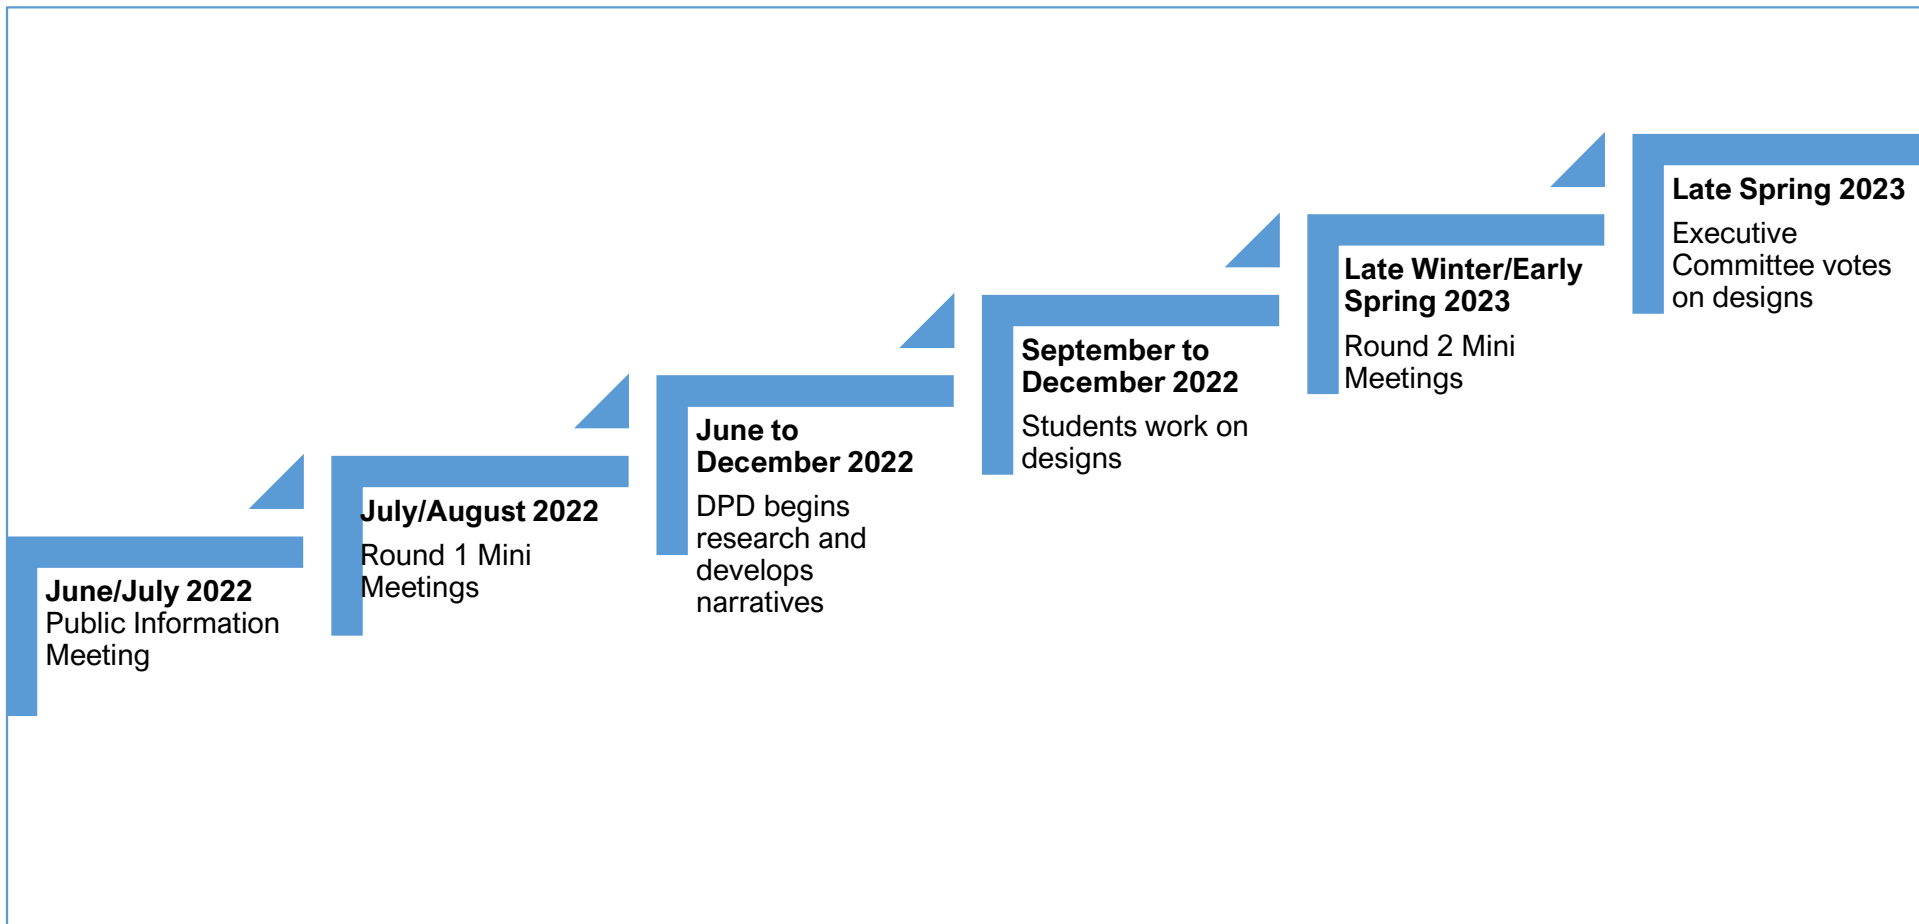 June/July 2022
Public Information
Meeting
July/August 2022
Round 1 Mini
Meetings
June to
December 2022
DPD begins
research and
develops
narratives
September to
December 2022
Students work on
designs
Late Winter/Early
Spring 2023
Round 2 Mini
Meetings
Late Spring 2023
Executive
Committee votes
on designs